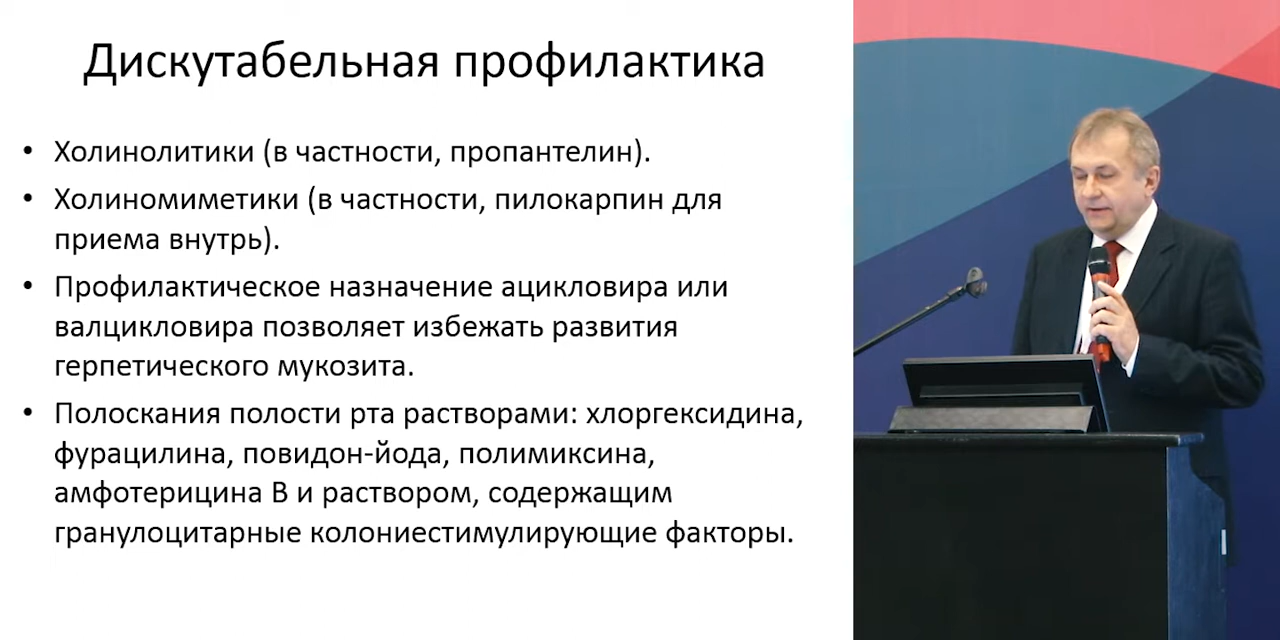 Дискутабельная профилактика
• Холинолитики (в частности, пропантелин).
• Холиномиметики (в частности, пилокарпин для
приема внутрь).
• Профилактическое назначение ацикловира или
валцикловира позволяет избежать развития
герпетического мукозита.
• Полоскания полости рта растворами: хлоргексидина,
фурацилина, повидон-йода, полимиксина,
амфотерицина В и раствором, содержащим
гранулоцитарные колониестимулирующие факторы.